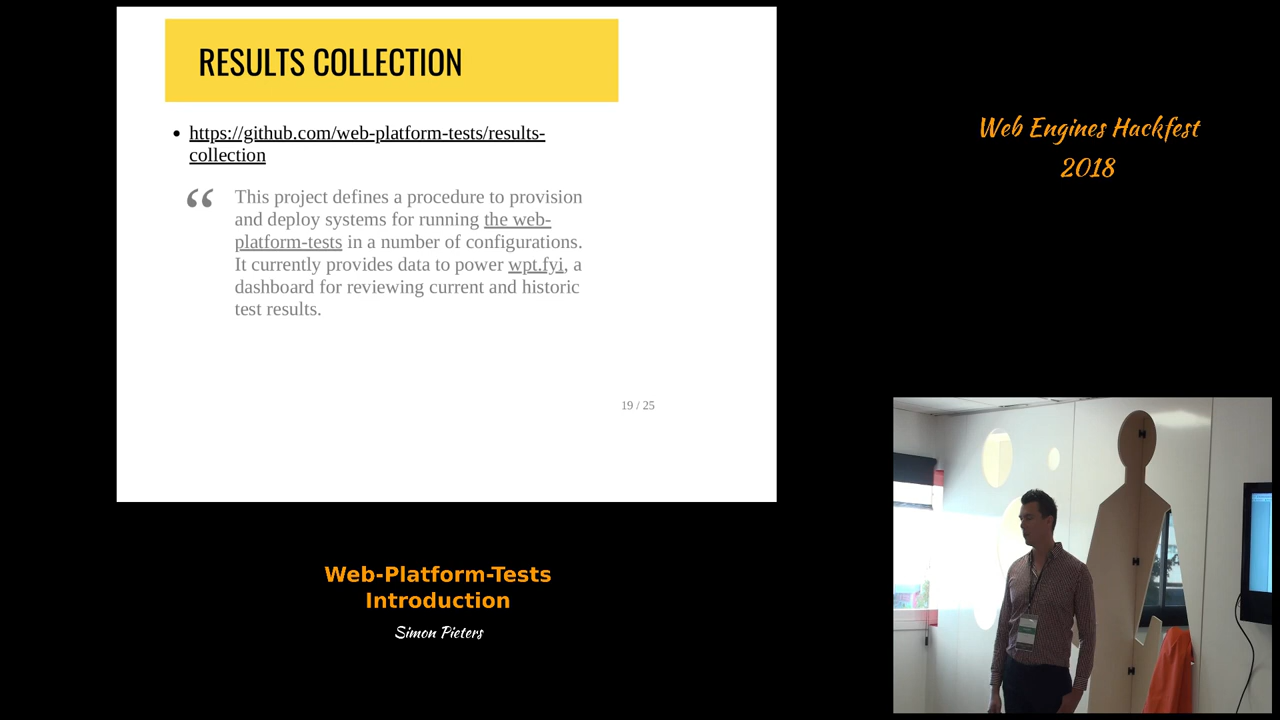 RESULTS COLLECTION
https://github.com/web-platform-tests/results-
collection
“
This project defines a procedure to provision
and deploy systems for running the web-
platform-tests in a number of configurations.
It currently provides data to power wpt.fyi, a
dashboard for reviewing current and historic
test results.
19 / 25
Web Engines Hackfest
2018
Web-Platform-Tests
Introduction
Simon Pieters